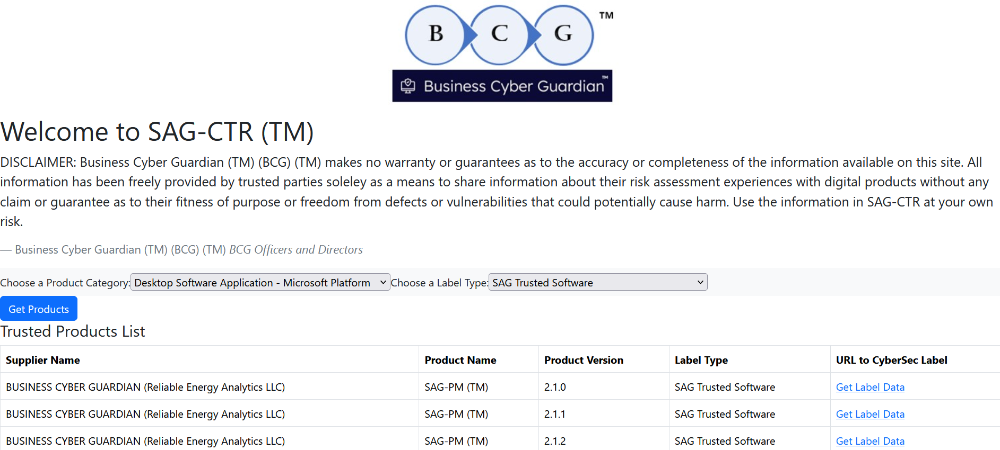 B C G ™
Business Cyber Guardian™
Welcome to SAG-CTR (TM)
DISCLAIMER: Business Cyber Guardian (TM) (BCG) (TM) makes no warranty or guarantees as to the accuracy or completeness of the information available on this site. All
information has been freely provided by trusted parties soleley as a means to share information about their risk assessment experiences with digital products without any
claim or guarantee as to their fitness of purpose or freedom from defects or vulnerabilities that could potentially cause harm. Use the information in SAG-CTR at your own
risk.
— Business Cyber Guardian (TM) (BCG) (TM) BCG Officers and Directors
Choose a Product Category: Desktop Software Application - Microsoft Platform Choose a Label Type: SAG Trusted Software
Get Products
Trusted Products List
Supplier Name Product Name Product Version Label Type URL to CyberSec Label
BUSINESS CYBER GUARDIAN (Reliable Energy Analytics LLC) SAG-PM (TM) 2.1.0 SAG Trusted Software Get Label Data
BUSINESS CYBER GUARDIAN (Reliable Energy Analytics LLC) SAG-PM (TM) 2.1.1 SAG Trusted Software Get Label Data
BUSINESS CYBER GUARDIAN (Reliable Energy Analytics LLC) SAG-PM (TM) 2.1.2 SAG Trusted Software Get Label Data